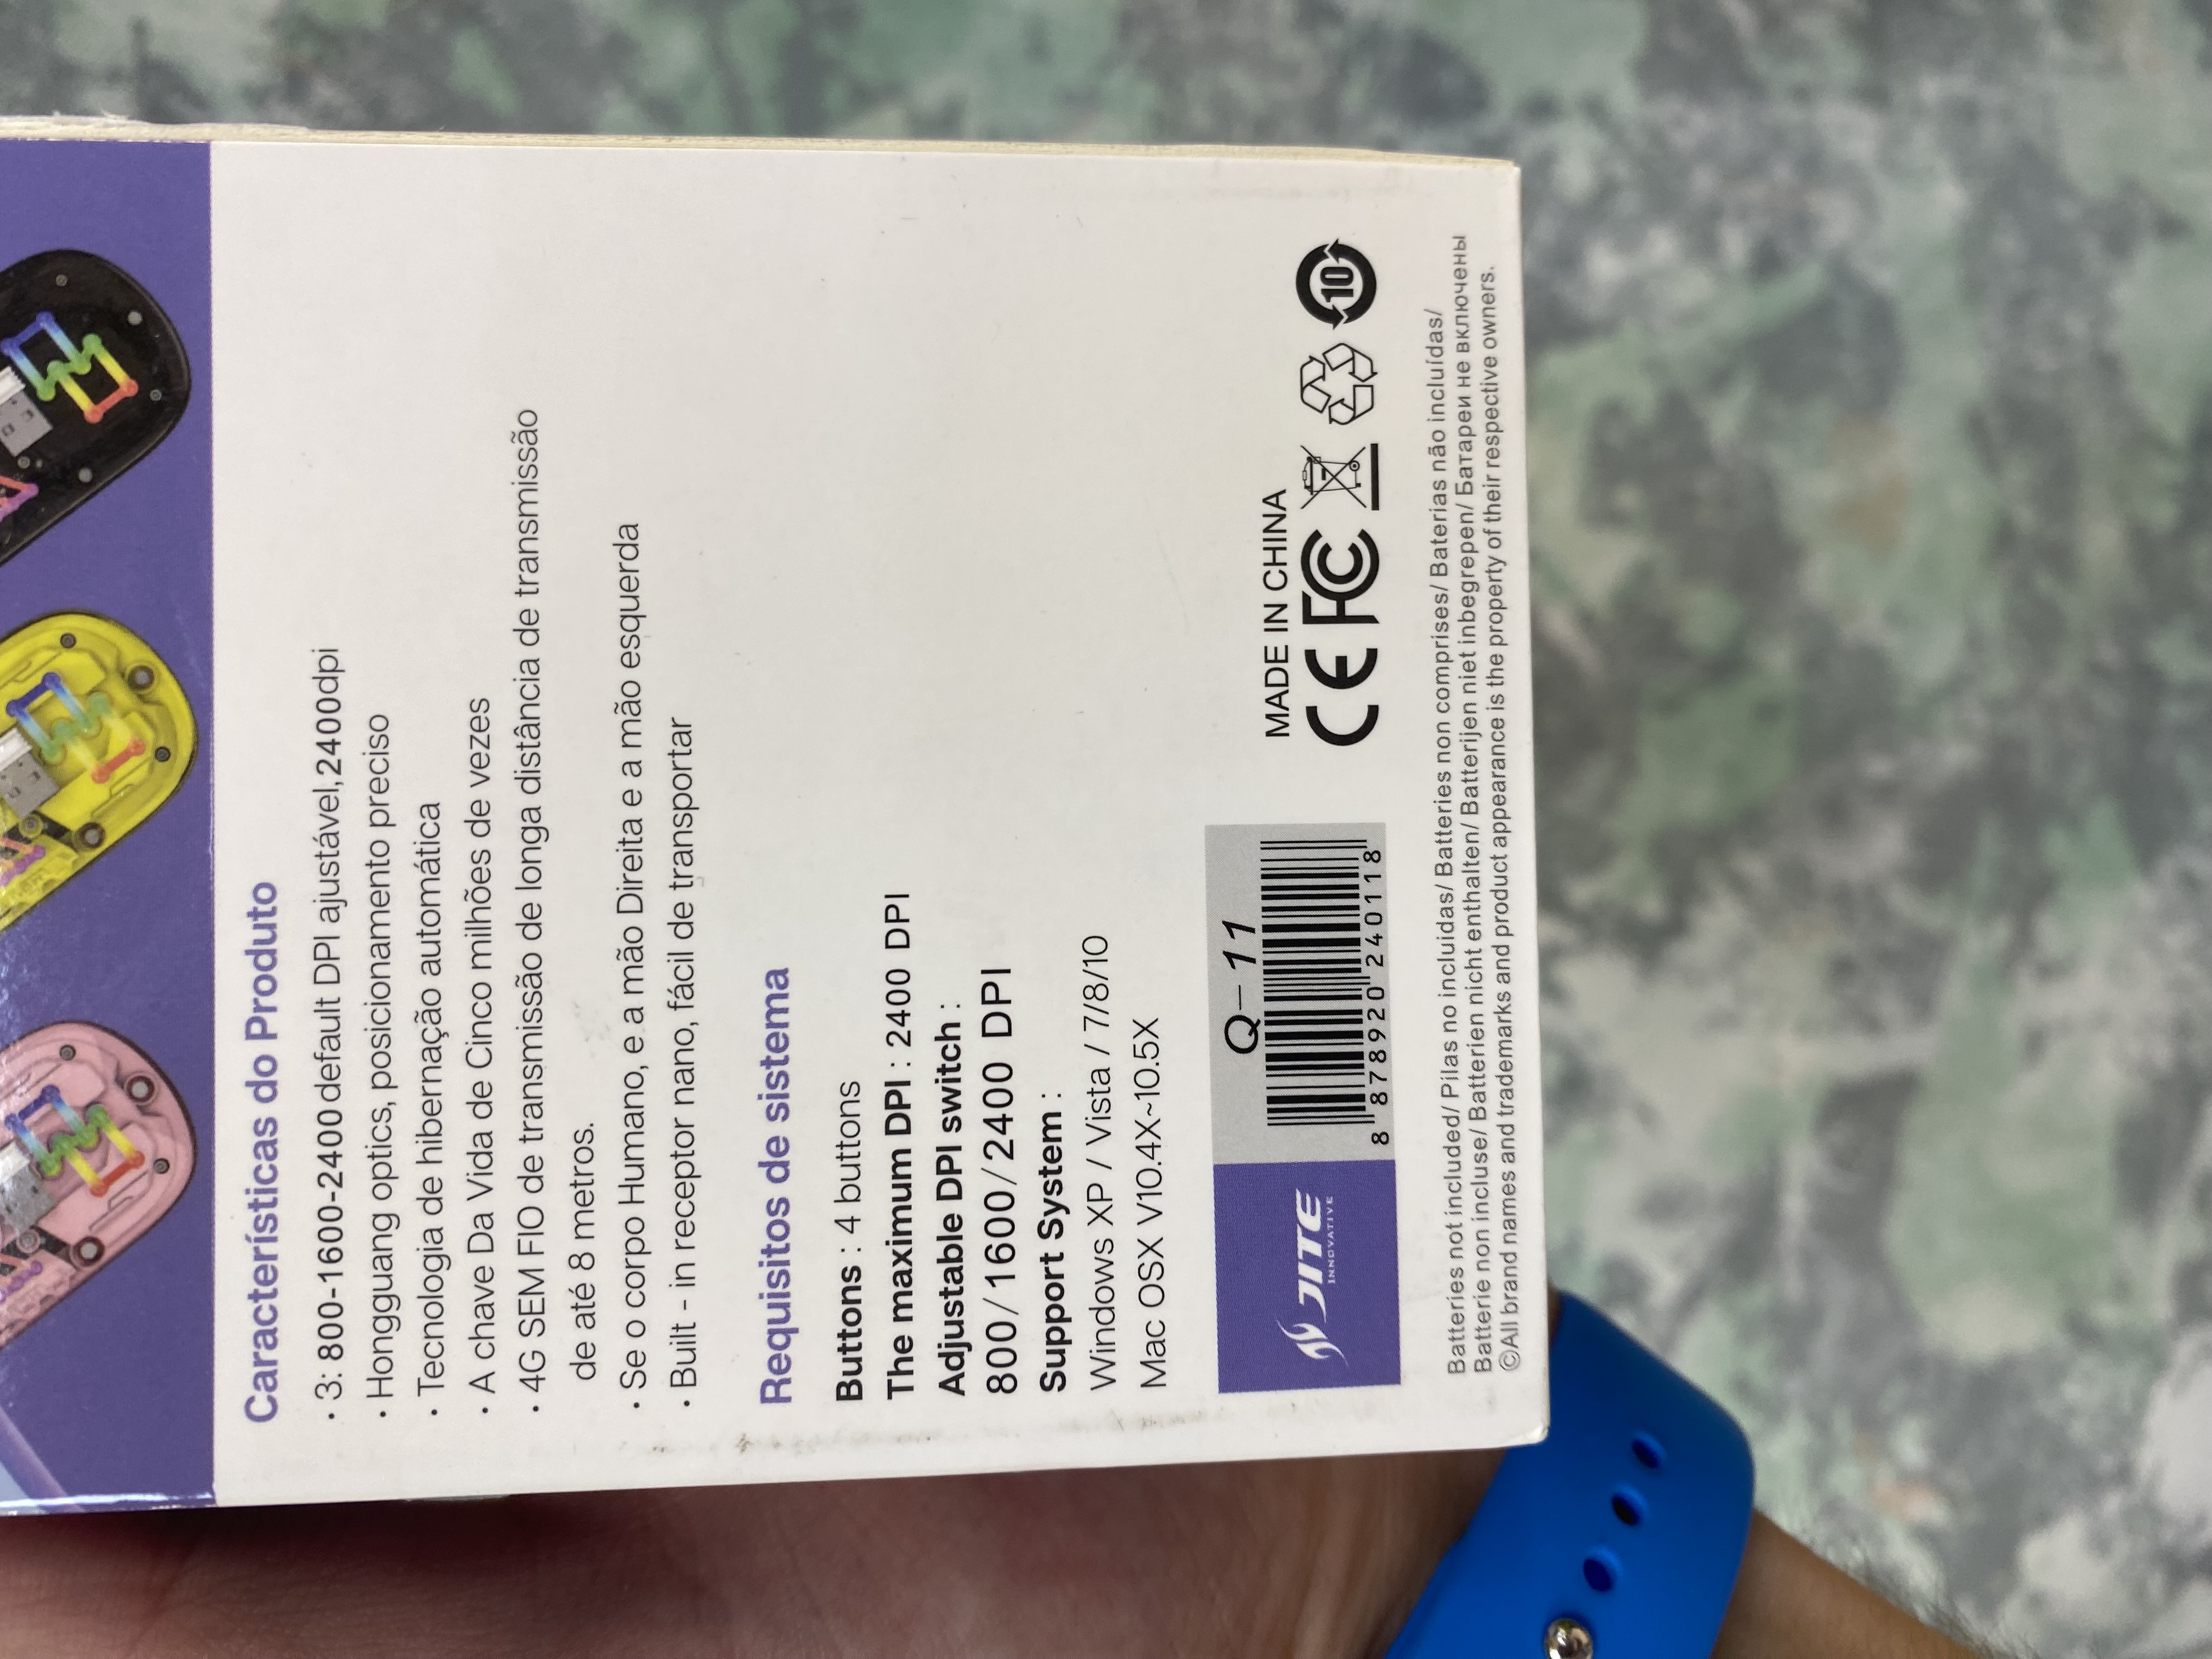 Características do Produto
· 3: 800-1600-2400 default DPI ajustável,2400dpi
· Hongguang optics, posicionamento preciso
· Tecnologia de hibernação automática
· A chave Da Vida de Cinco milhões de vezes
· 4G SEM FIO de transmissão de longa distância de transmissão
de até 8 metros.
· Se o corpo Humano, e a mão Direita e a mão esquerda
· Built - in receptor nano, fácil de transportar
Requisitos de sistema
Buttons : 4 buttons
The maximum DPI : 2400 DPI
Adjustable DPI switch :
800/1600/2400 DPI
Support System :
Windows XP / Vista / 7/8/10
Mac OSX V10.4X~10.5X
JITE
INNOVATIVE
Q-11
8 878920 240118
MADE IN CHINA
CE FC
10
Batteries not included/ Pilas no incluidas/ Batteries non comprises/ Baterias não incluídas/
Batterie non incluse/ Batterien nicht enthalten/ Batterijen niet inbegrepen/ Батареи не включены
©All brand names and trademarks and product appearance is the property of their respective owners.